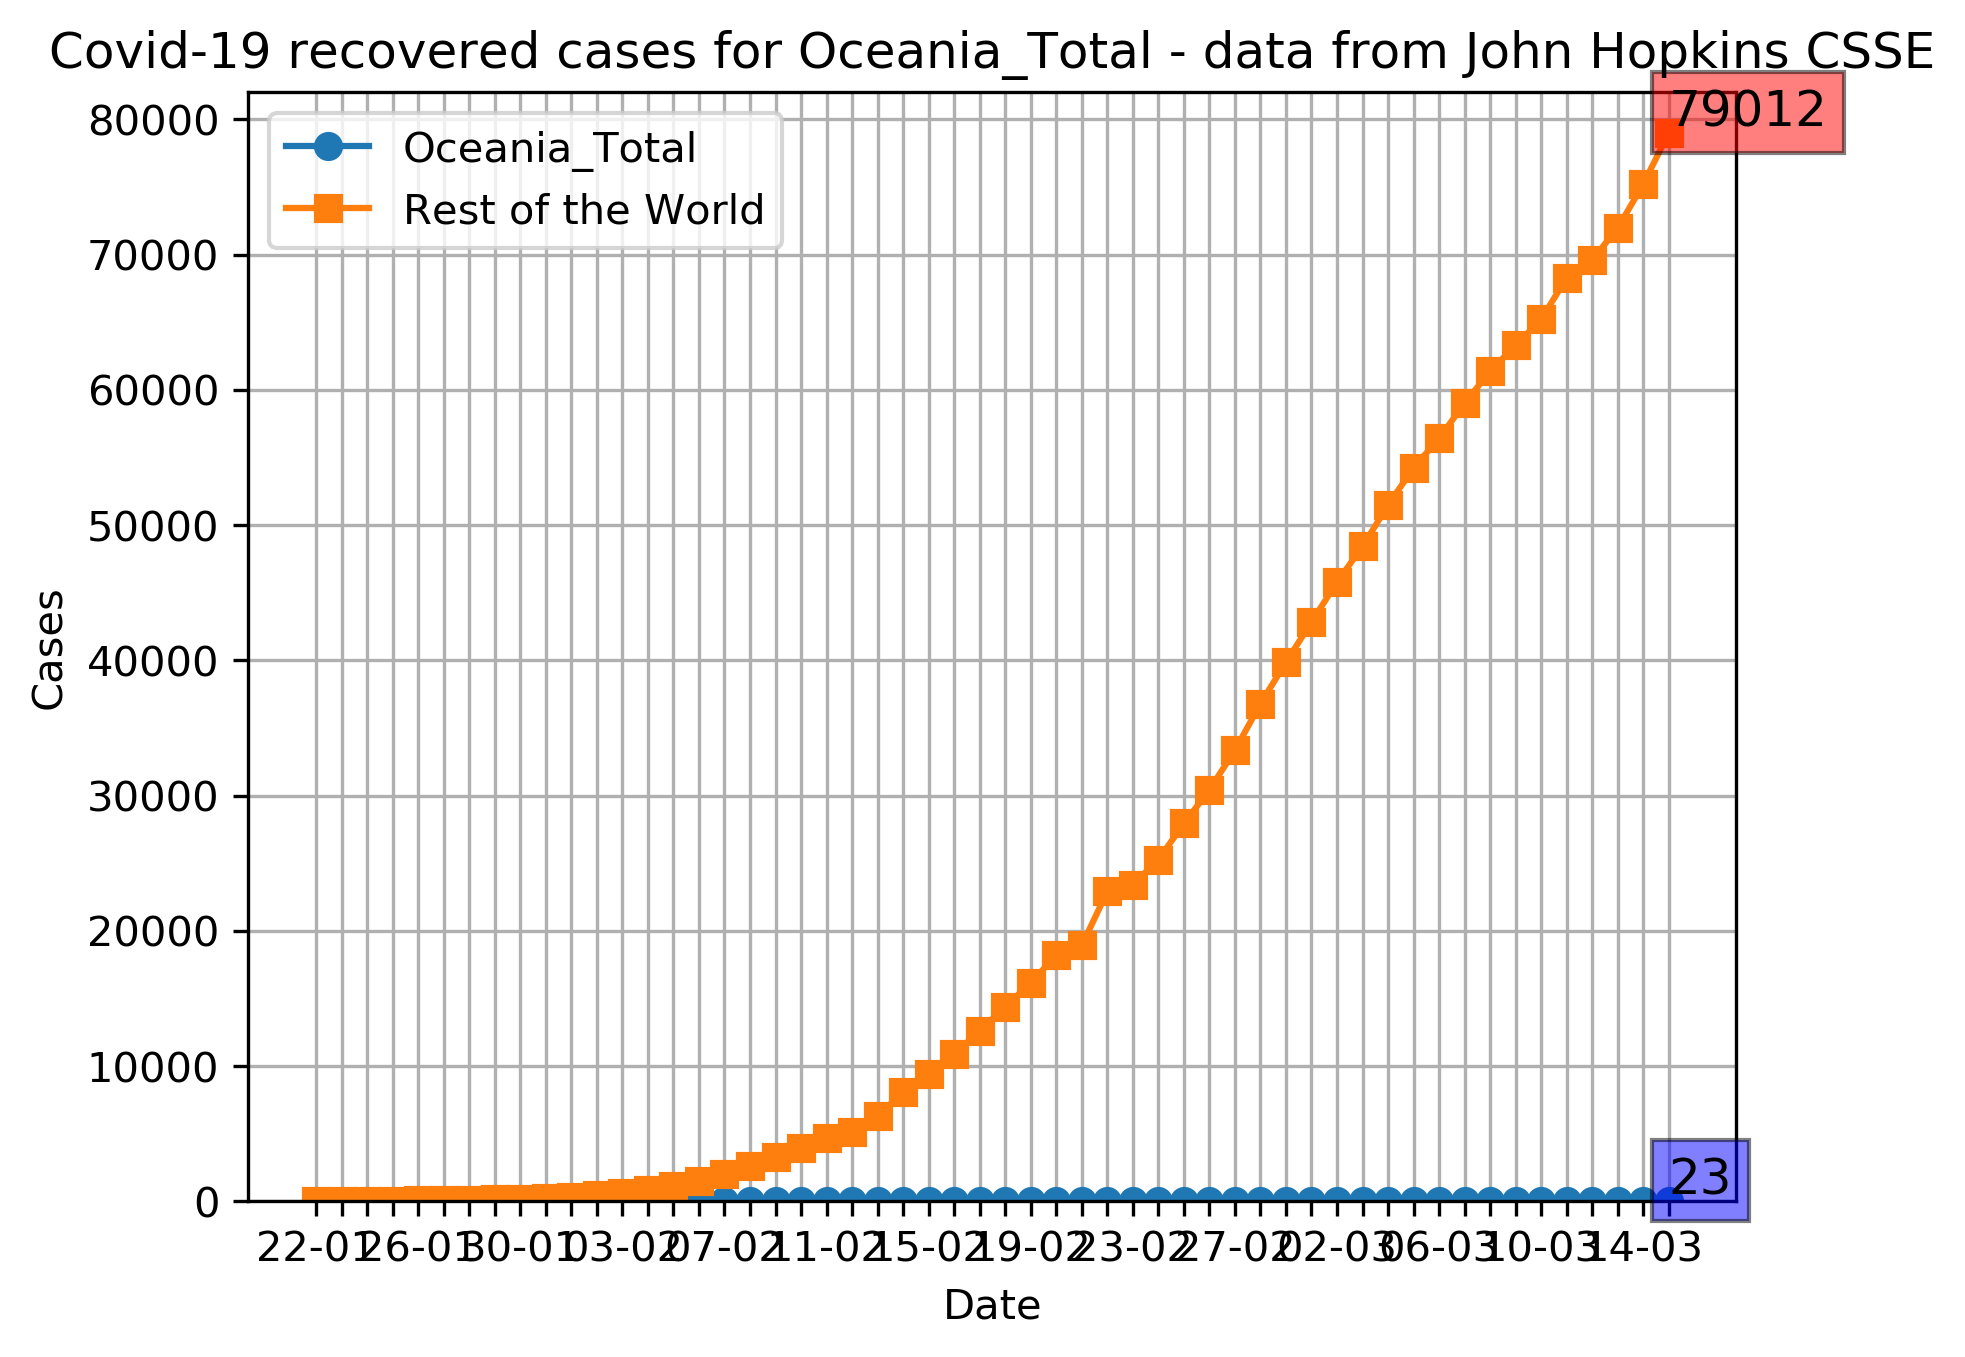 Covid-19 recovered cases for Oceania_Total - data from John Hopkins CSSE
79012
Oceania_Total
Rest of the World
80000
70000
60000
50000
40000
30000
20000
10000
0
Cases
23
22-01 26-01 30-01 03-02 07-02 11-02 15-02 19-02 23-02 27-02 02-03 06-03 10-03 14-03
Date